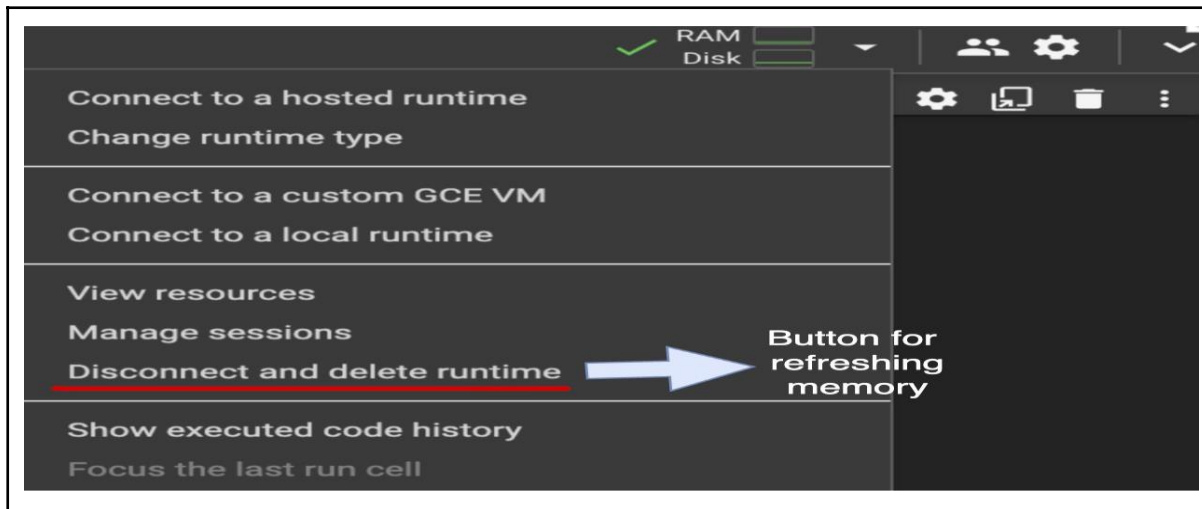 RAM
Disk
Connect to a hosted runtime
Change runtime type
Connect to a custom GCE VM
Connect to a local runtime
View resources
Manage sessions
Disconnect and delete runtime
Button for
refreshing
memory
Show executed code history
Focus the last run cell